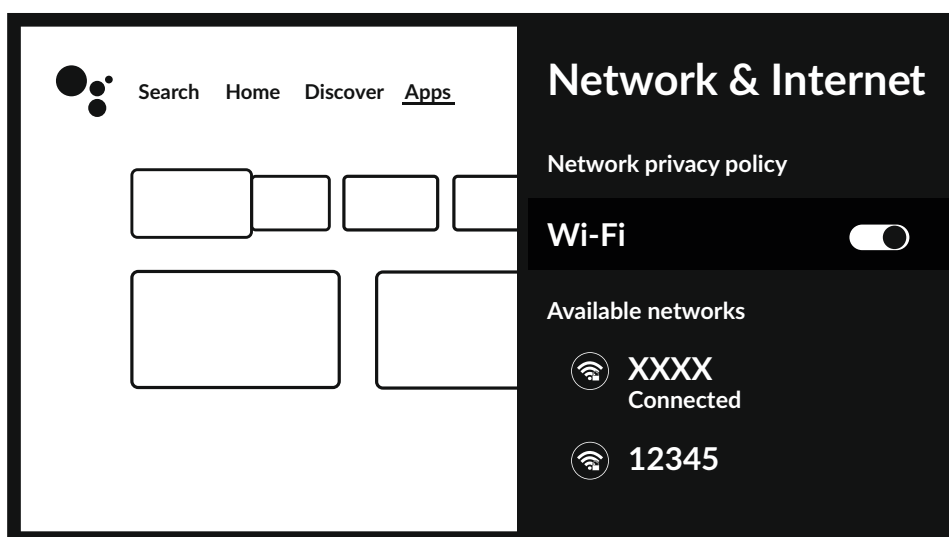 Search Home Discover Apps
Network & Internet
Network privacy policy
Wi-Fi
Available networks
XXXX
Connected
12345